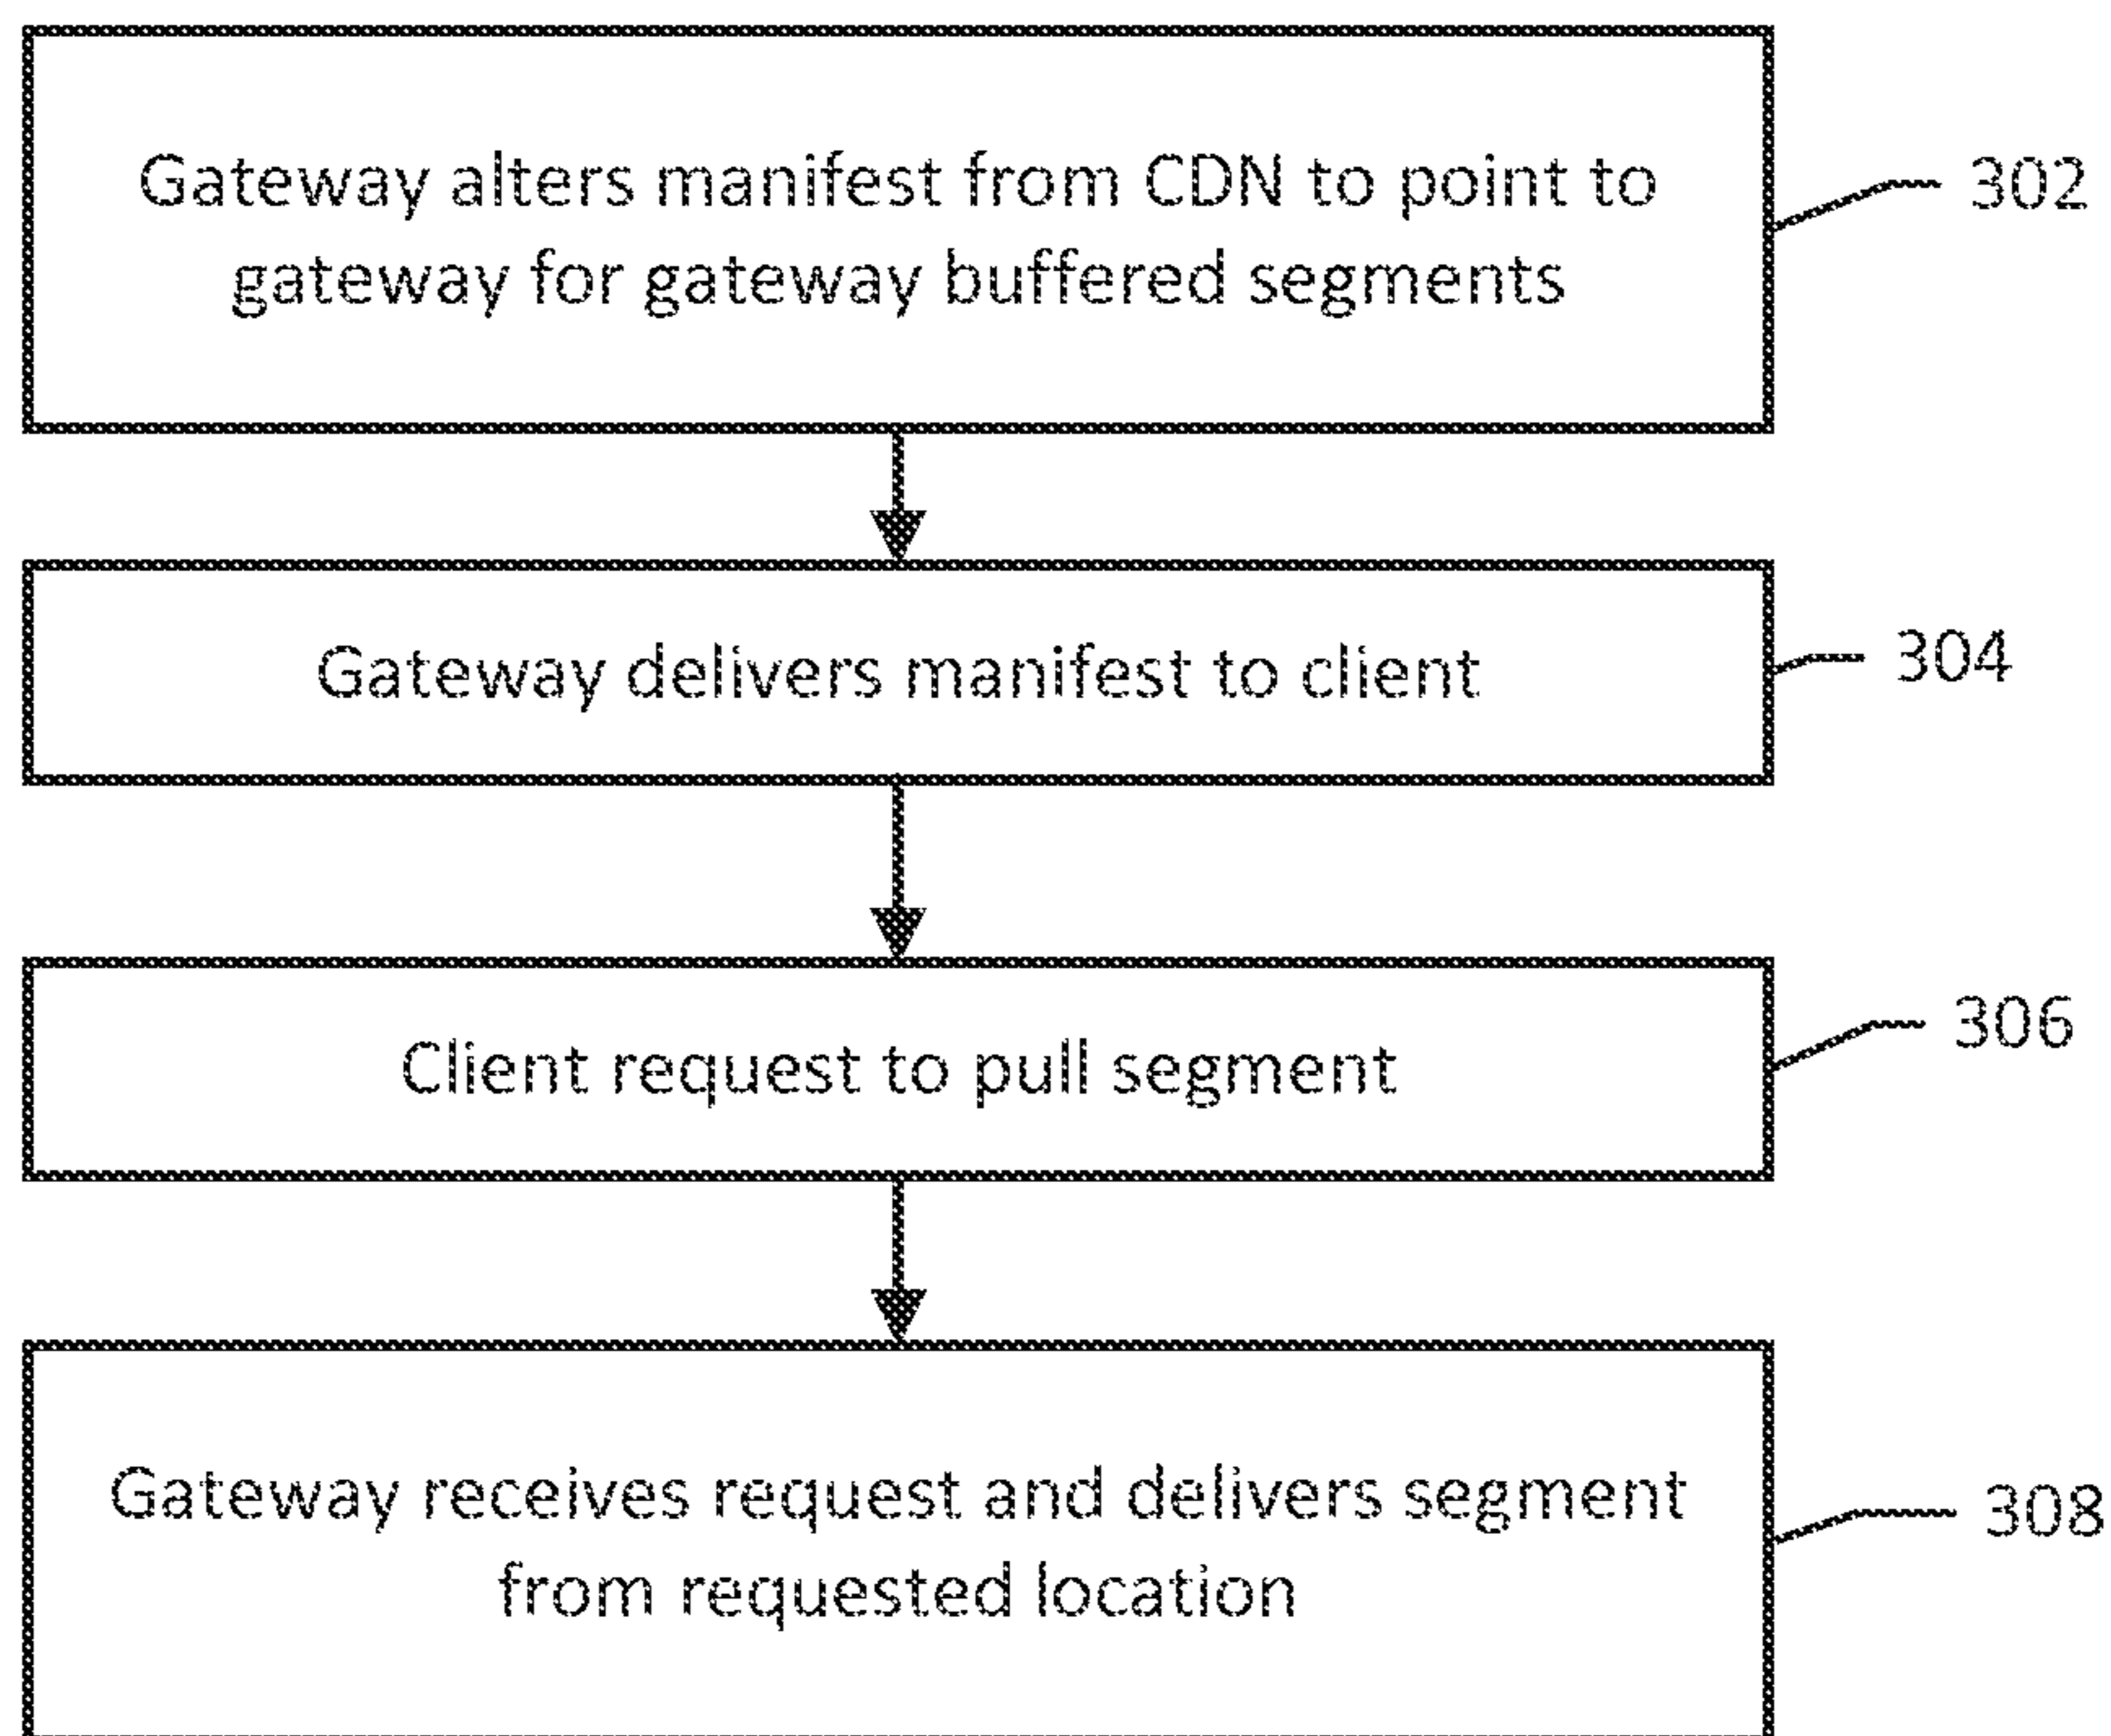 Gateway alters manifest from CDN to point to
gateway for gateway buffered segments
302
Gateway delivers manifest to client
304
Client request to pull segment
306
Gateway receives request and delivers segment
from requested location
308